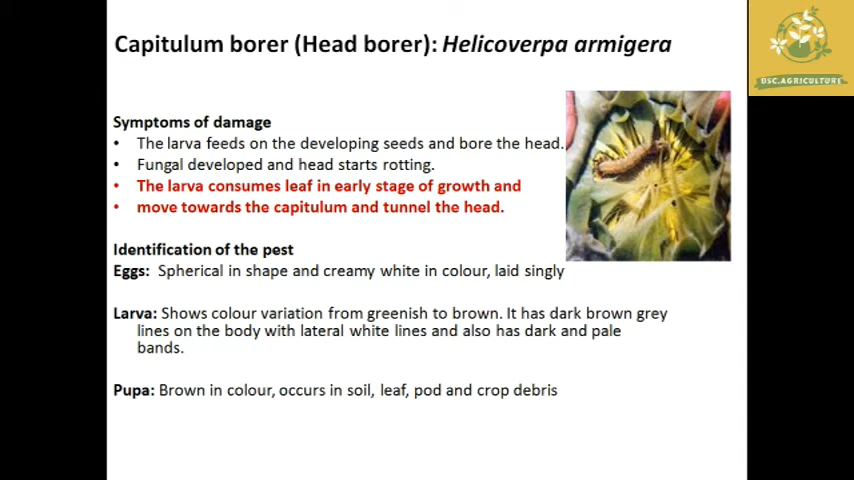 Capitulum borer (Head borer): Helicoverpa armigera
DSC.AGRICULTURE
Symptoms of damage
• The larva feeds on the developing seeds and bore the head.
• Fungal developed and head starts rotting.
• The larva consumes leaf in early stage of growth and
• move towards the capitulum and tunnel the head.
Identification of the pest
Eggs: Spherical in shape and creamy white in colour, laid singly
Larva: Shows colour variation from greenish to brown. It has dark brown grey
lines on the body with lateral white lines and also has dark and pale
bands.
Pupa: Brown in colour, occurs in soil, leaf, pod and crop debris